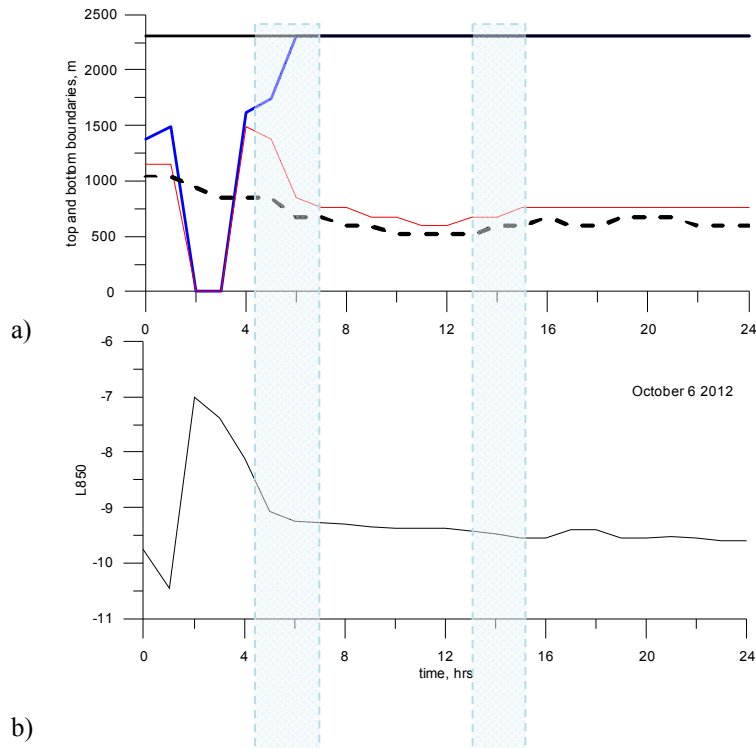 2500
2000
1500
1000
500
0
top and bottom boundaries, m
0 4 8 12 16 20 24
a)
-6
-7
-8
-9
-10
-11
L850
October 6 2012
0 4 8 12 16 20 24
time, hrs
b)